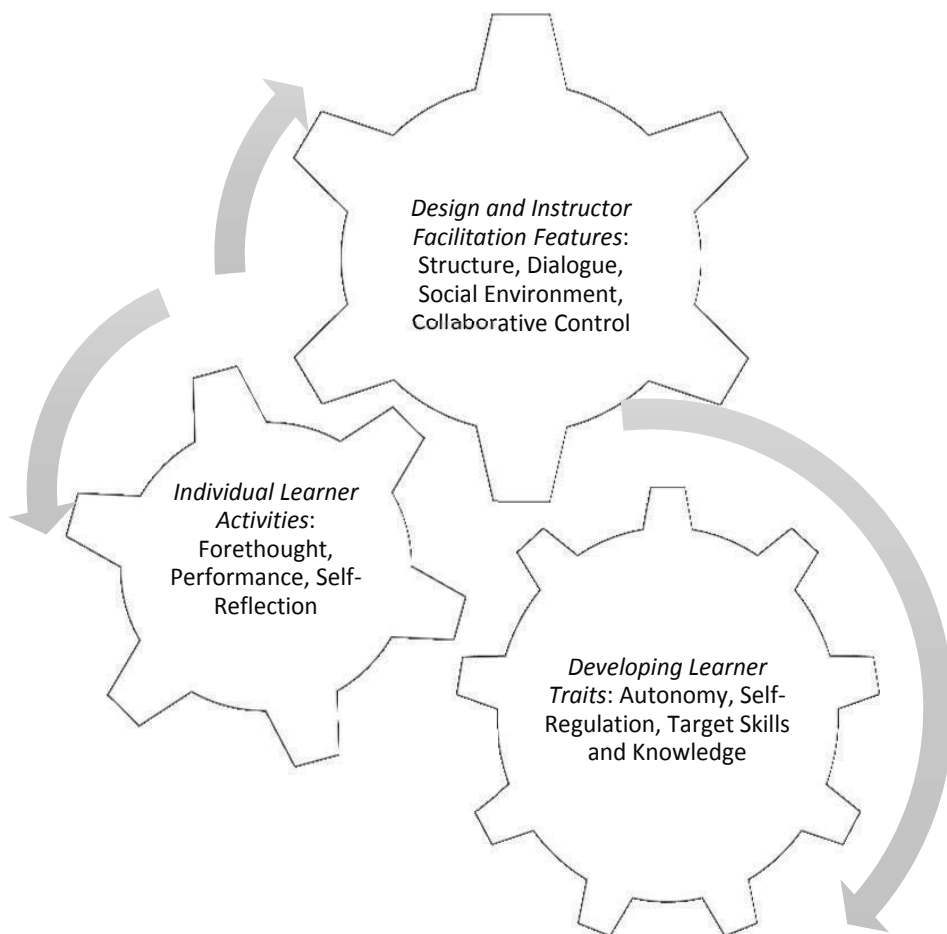 Design and Instructor
Facilitation Features:
Structure, Dialogue,
Social Environment,
Collaborative Control
Individual Learner
Activities:
Forethought,
Performance, Self-
Reflection
Developing Learner
Traits: Autonomy, Self-
Regulation, Target Skills
and Knowledge